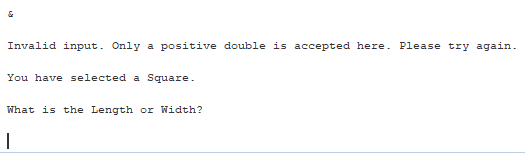 &
Invalid input. Only a positive double is accepted here. Please try again.
You have selected a Square.
What is the Length or Width?